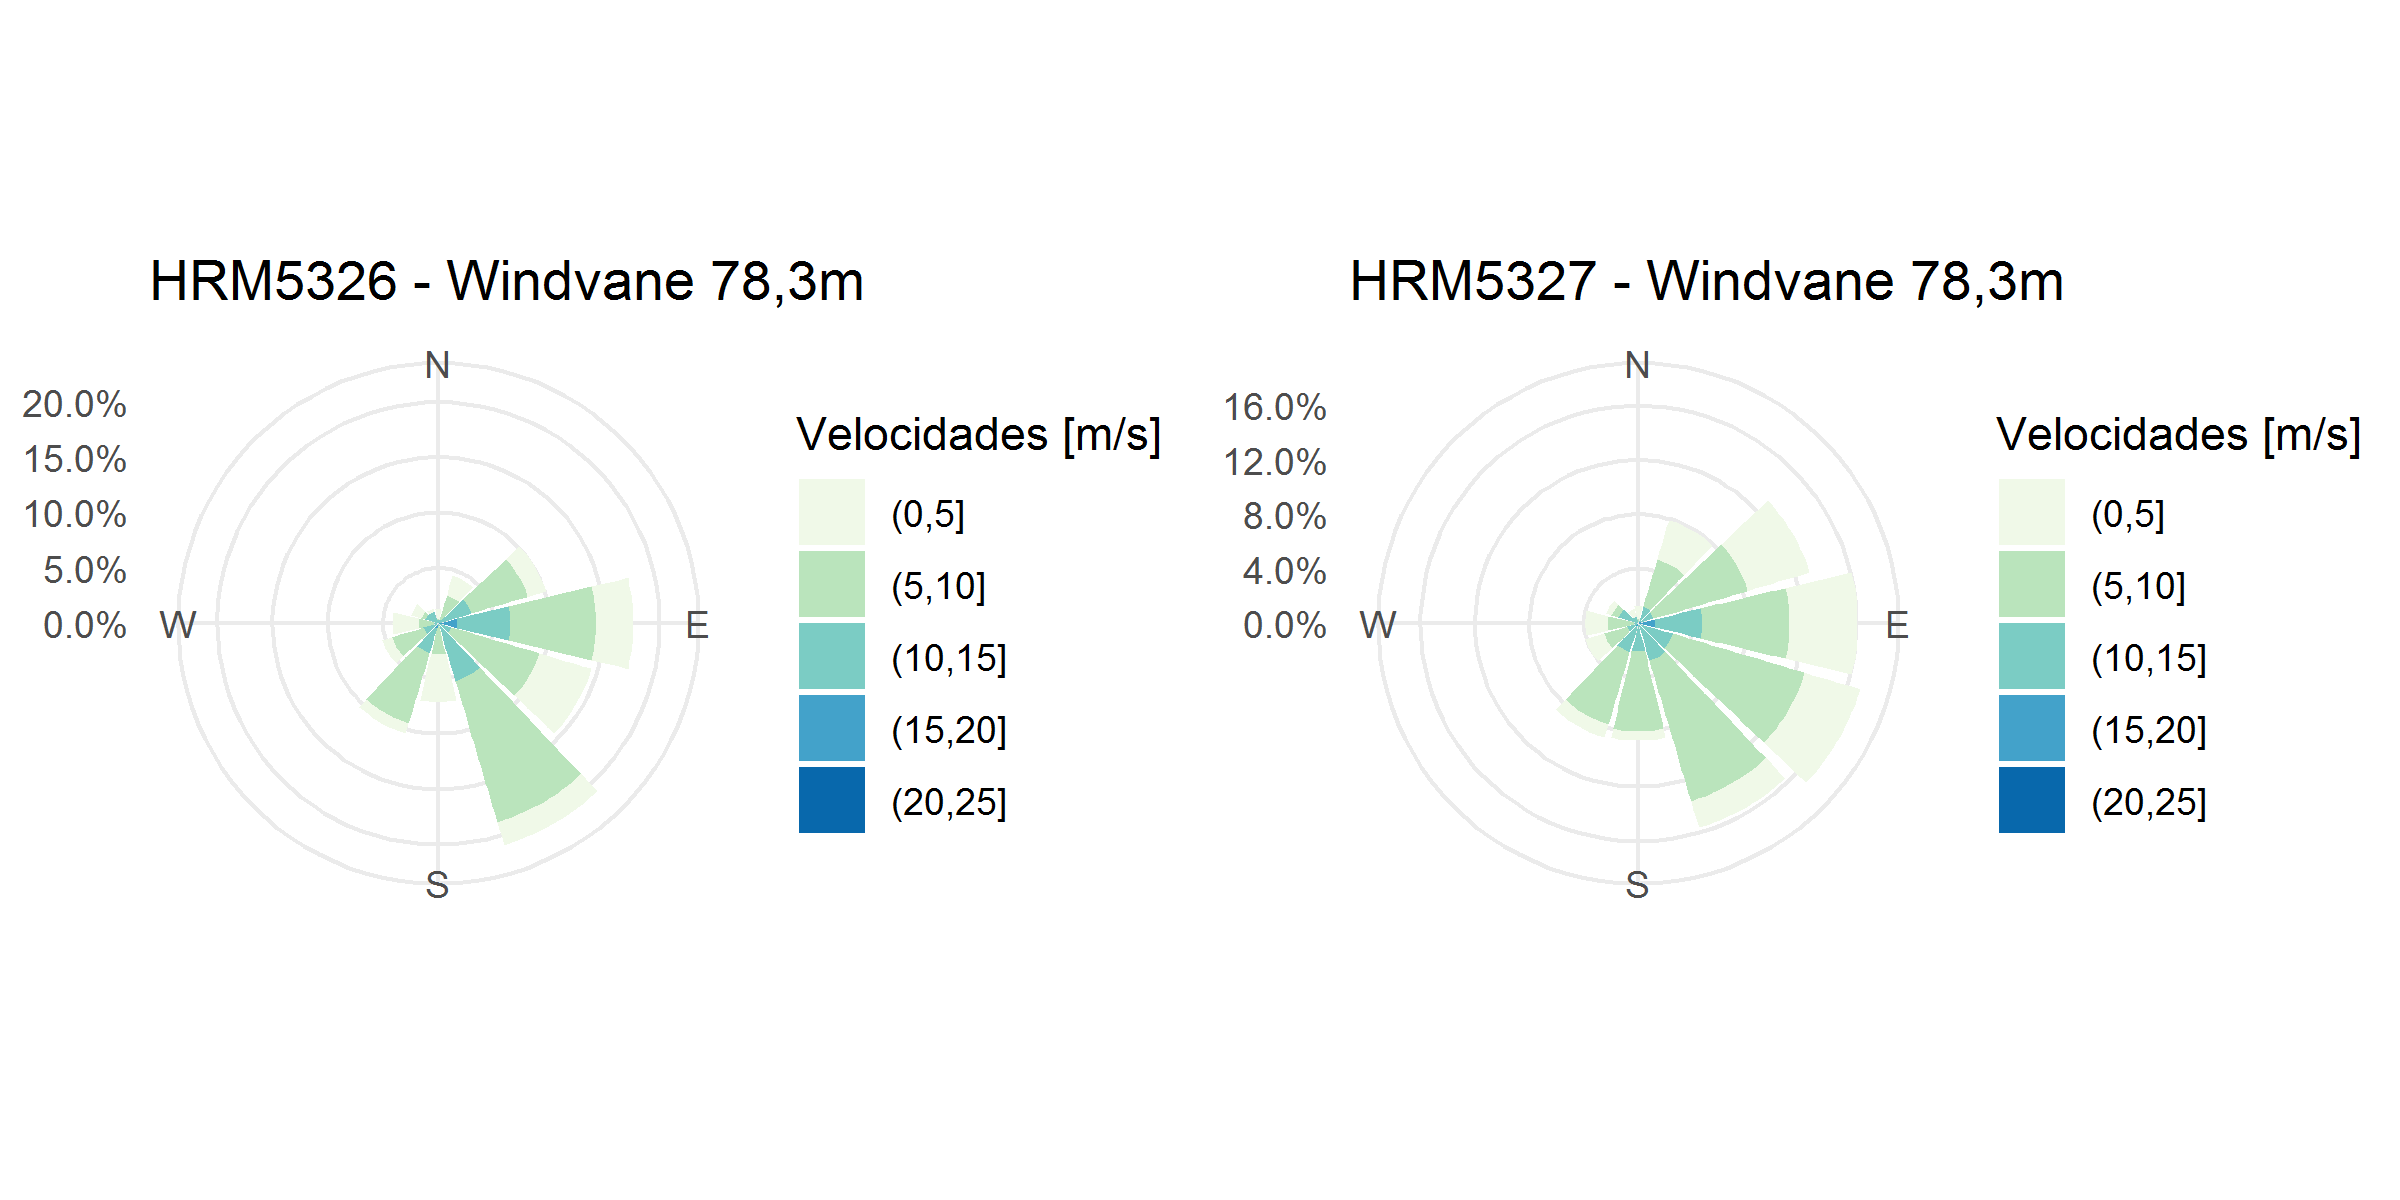 HRM5326 - Windvane 78,3m
N
20.0%
15.0%
10.0%
5.0%
0.0%
W
E
S
Velocidades [m/s]
(0,5]
(5,10]
(10,15]
(15,20]
(20,25]
HRM5327 - Windvane 78,3m
N
16.0%
12.0%
8.0%
4.0%
0.0%
W
E
S
Velocidades [m/s]
(0,5]
(5,10]
(10,15]
(15,20]
(20,25]